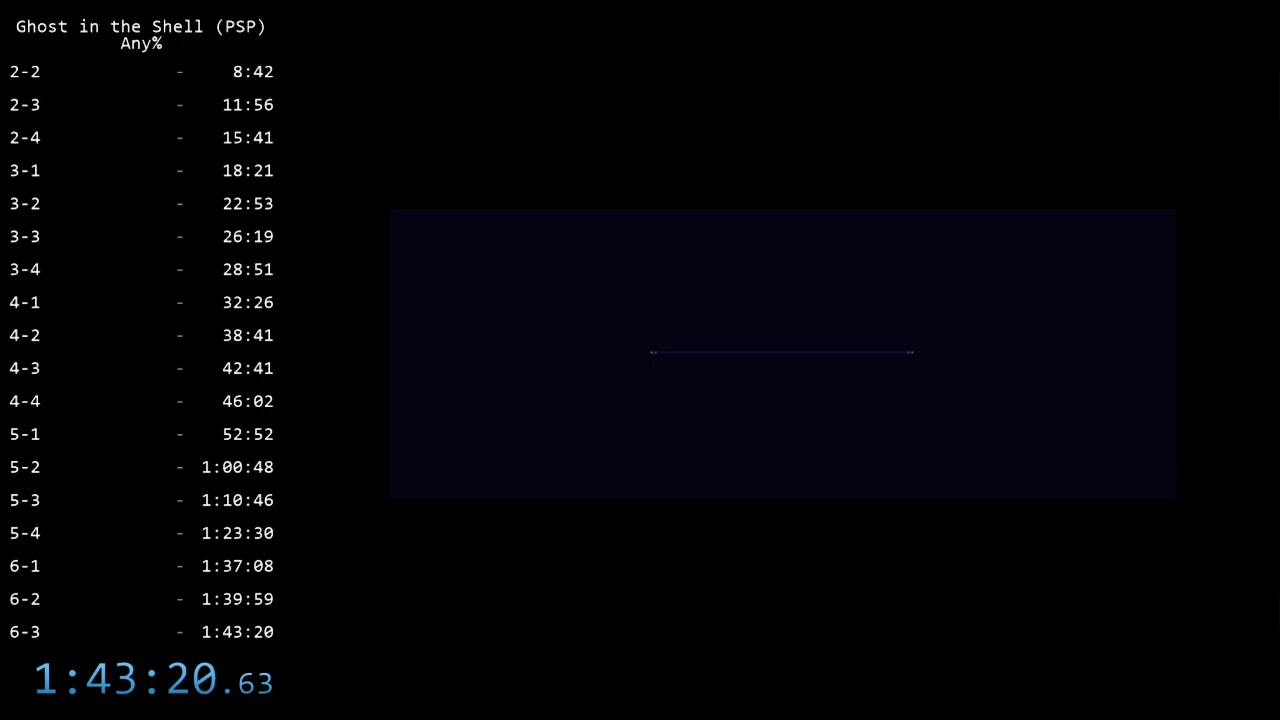 Ghost in the Shell (PSP)
Any%
2-2 - 8:42
2-3 - 11:56
2-4 - 15:41
3-1 - 18:21
3-2 - 22:53
3-3 - 26:19
3-4 - 28:51
4-1 - 32:26
4-2 - 38:41
4-3 - 42:41
4-4 - 46:02
5-1 - 52:52
5-2 - 1:00:48
5-3 - 1:10:46
5-4 - 1:23:30
6-1 - 1:37:08
6-2 - 1:39:59
6-3 - 1:43:20
1:43:20.63